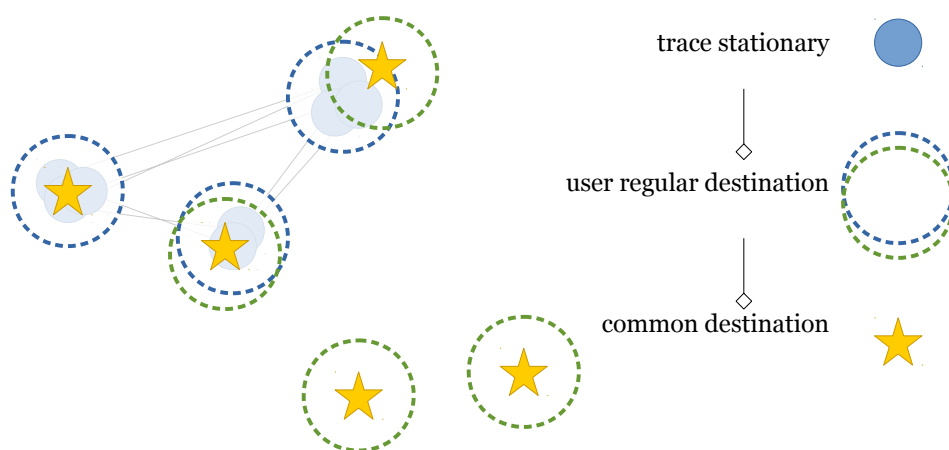 trace stationary
user regular destination
common destination